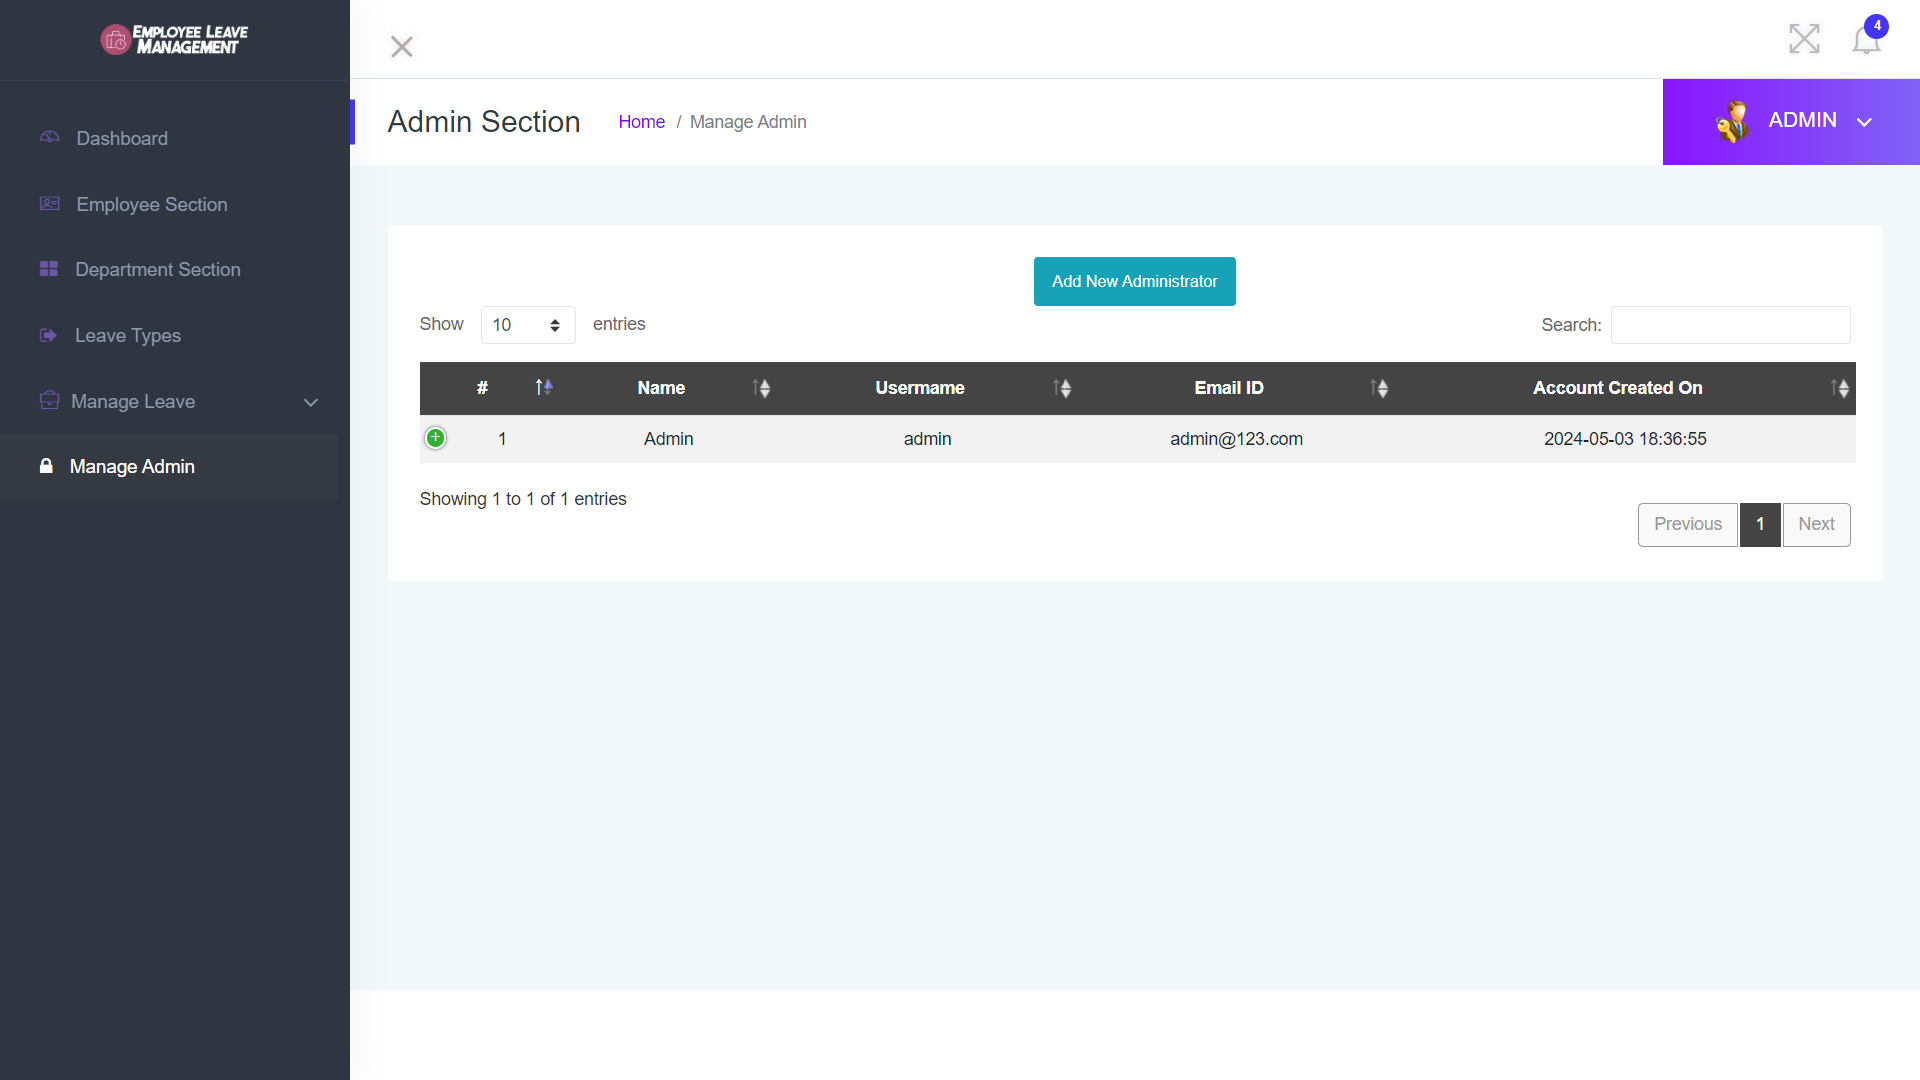 EMPLOYEE LEAVE
MANAGEMENT
Dashboard
Employee Section
Department Section
Leave Types
Manage Leave
Manage Admin
4
Admin Section
Home / Manage Admin
ADMIN
Add New Administrator
Show 10 entries
Search:
# Name Username Email ID Account Created On
1 Admin admin admin@123.com 2024-05-03 18:36:55
Showing 1 to 1 of 1 entries
Previous 1 Next